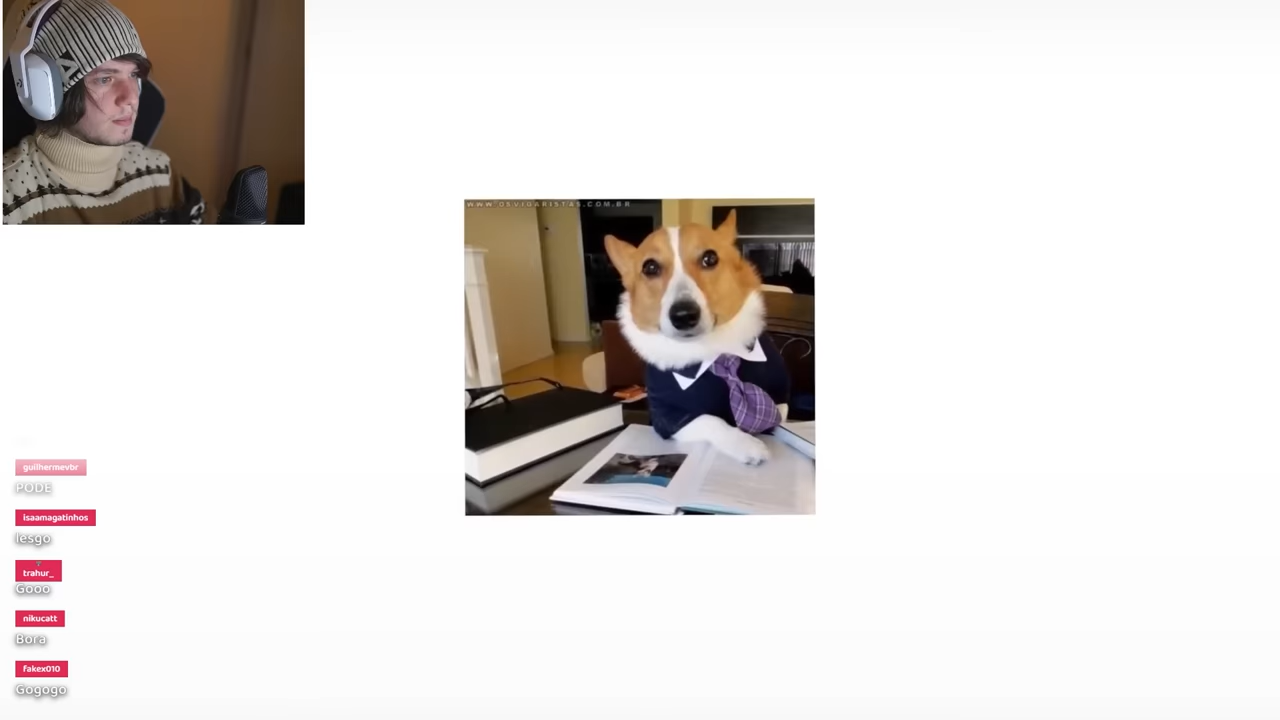 WWW.OSVIGARISTAS.COM.BR
guilhermevbr
PODE
isaamagatinhos
lesgo
trahur_
Gooo
nikucatt
Bora
fakex010
Gogogo